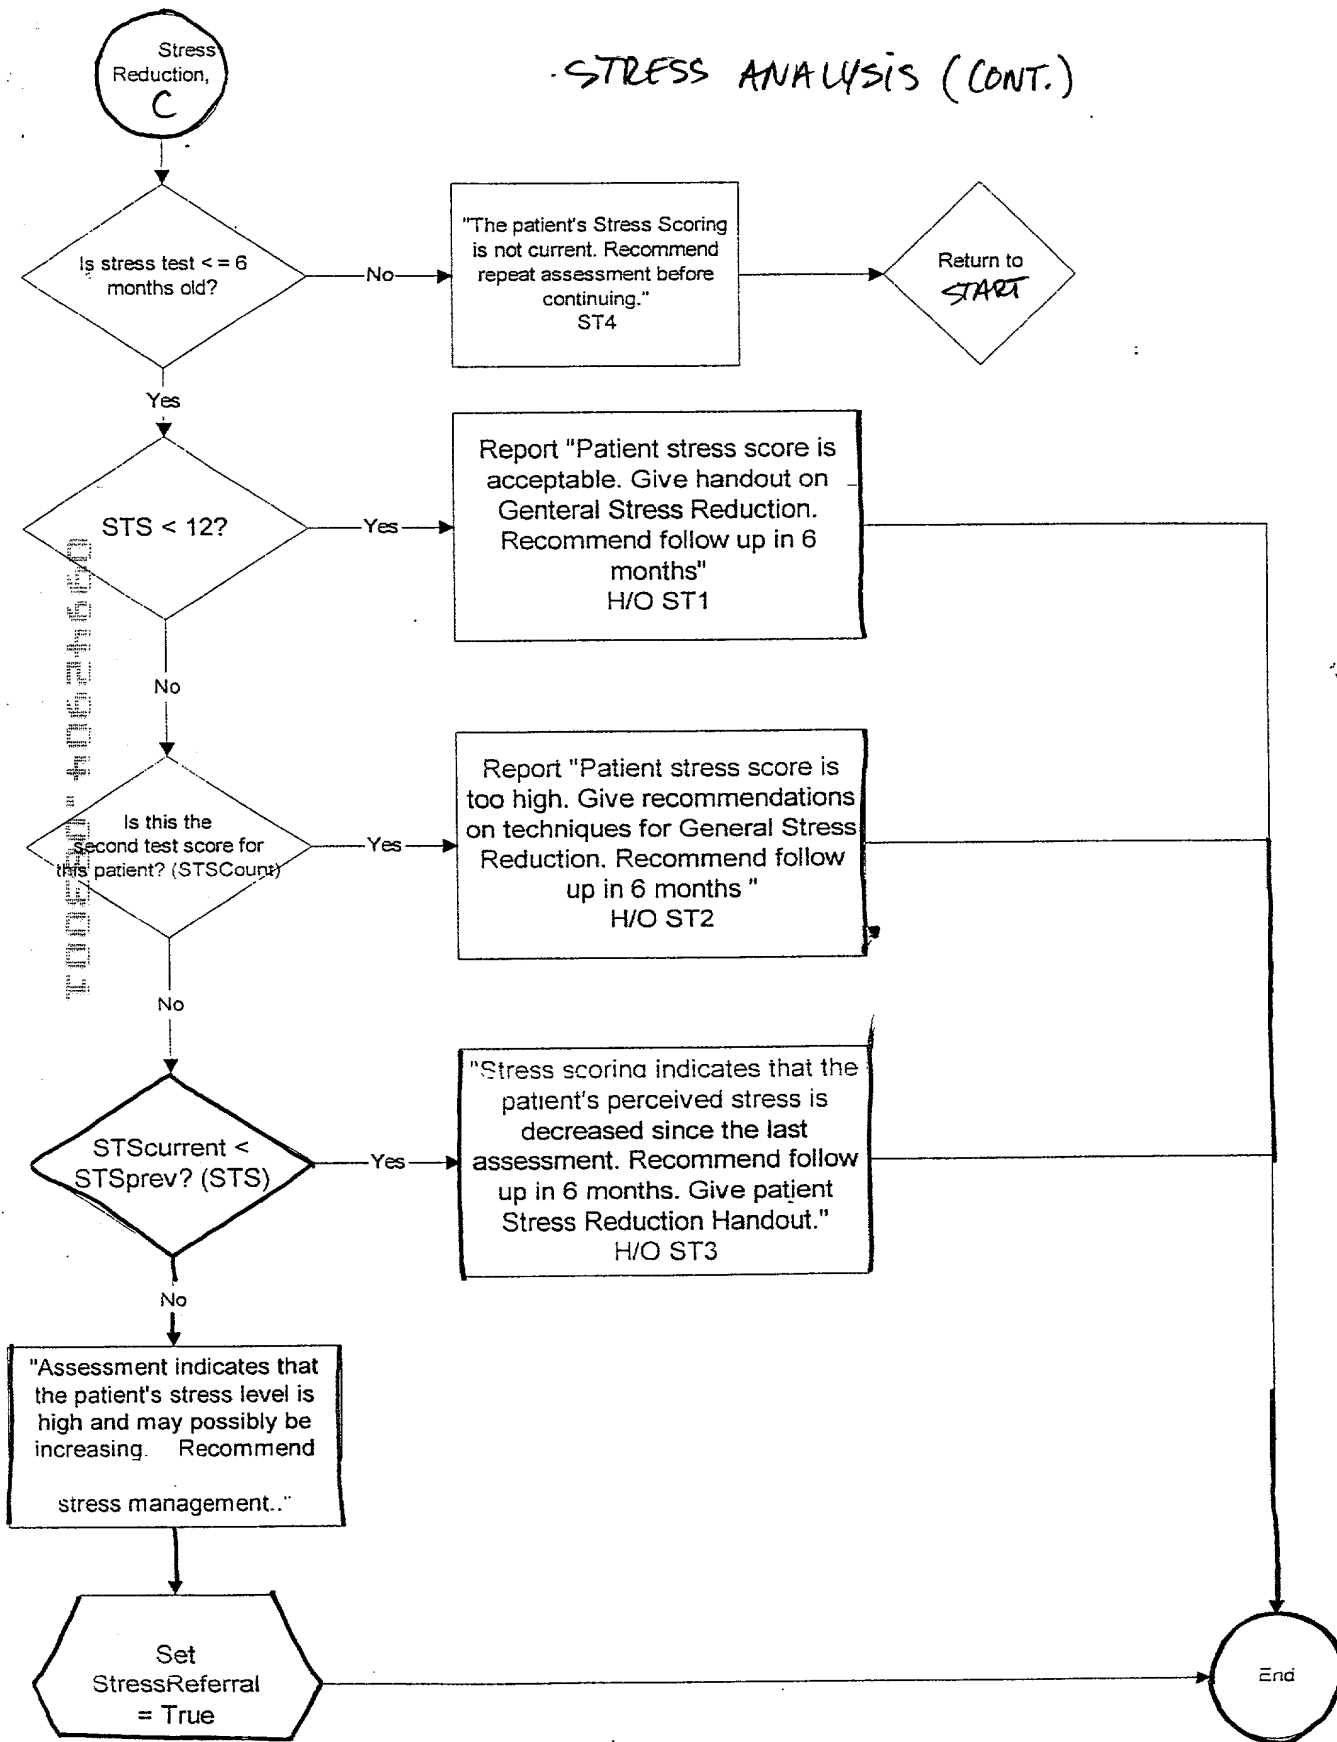 STRESS ANALYSIS (CONT.)
Stress
Reduction,
C
Is stress test < = 6
months old?
No
"The patient's Stress Scoring
is not current. Recommend
repeat assessment before
continuing."
ST4
Return to
START
Yes
STS < 12?
Yes
Report "Patient stress score is
acceptable. Give handout on
Genteral Stress Reduction.
Recommend follow up in 6
months"
H/O ST1
No
Is this the
second test score for
this patient? (STSCount)
Yes
Report "Patient stress score is
too high. Give recommendations
on techniques for General Stress
Reduction. Recommend follow
up in 6 months "
H/O ST2
No
STScurrent <
STSprev? (STS)
Yes
"Stress scoring indicates that the
patient's perceived stress is
decreased since the last
assessment. Recommend follow
up in 6 months. Give patient
Stress Reduction Handout."
H/O ST3
No
"Assessment indicates that
the patient's stress level is
high and may possibly be
increasing. Recommend
stress management.."
Set
StressReferral
= True
End